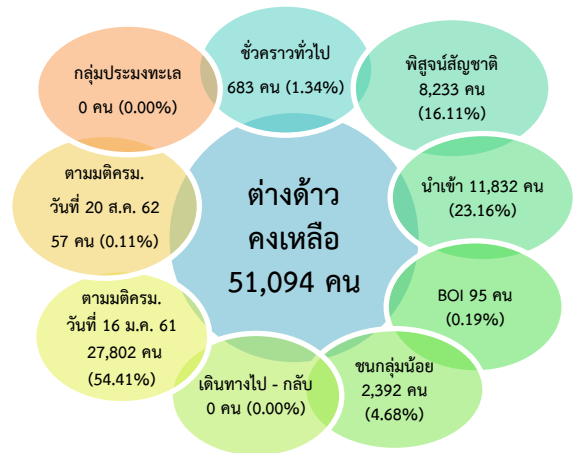 ชั่วคราวทั่วไป
683 คน (1.34%)
พิสูจน์สัญชาติ
8,233 คน
(16.11%)
นำเข้า 11,832 คน
(23.16%)
BOI 95 คน
(0.19%)
ชนกลุ่มน้อย
2,392 คน
(4.68%)
เดินทางไป - กลับ
0 คน (0.00%)
ตามมติครม.
วันที่ 16 ม.ค. 61
27,802 คน
(54.41%)
ตามมติครม.
วันที่ 20 ส.ค. 62
57 คน (0.11%)
กลุ่มประมงทะเล
0 คน (0.00%)
ต่างด้าว
คงเหลือ
51,094 คน